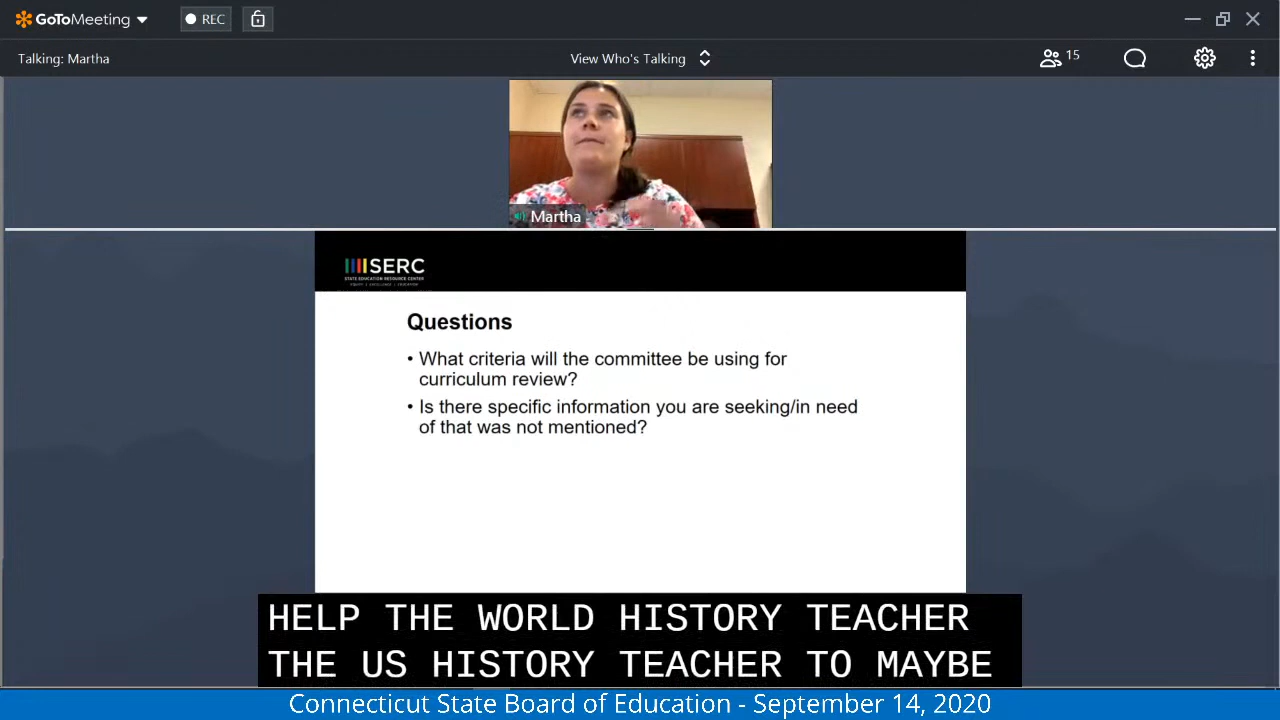 GoToMeeting
REC
Talking: Martha
View Who's Talking
15
Martha
SERC
STATE EDUCATION RESOURCE CENTER
EQUITY | EXCELLENCE | EDUCATION
Questions
• What criteria will the committee be using for
curriculum review?
• Is there specific information you are seeking/in need
of that was not mentioned?
HELP THE WORLD HISTORY TEACHER
THE US HISTORY TEACHER TO MAYBE
Connecticut State Board of Education - September 14, 2020